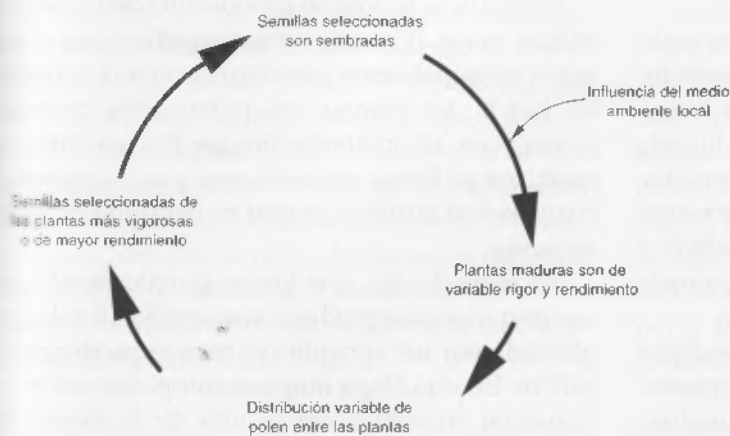 Semillas seleccionadas
son sembradas
Influencia del medio
ambiente local
Plantas maduras son de
variable rigor y rendimiento
Distribución variable de
polen entre las plantas
Semillas seleccionadas de
las plantas más vigorosas
o de mayor rendimiento